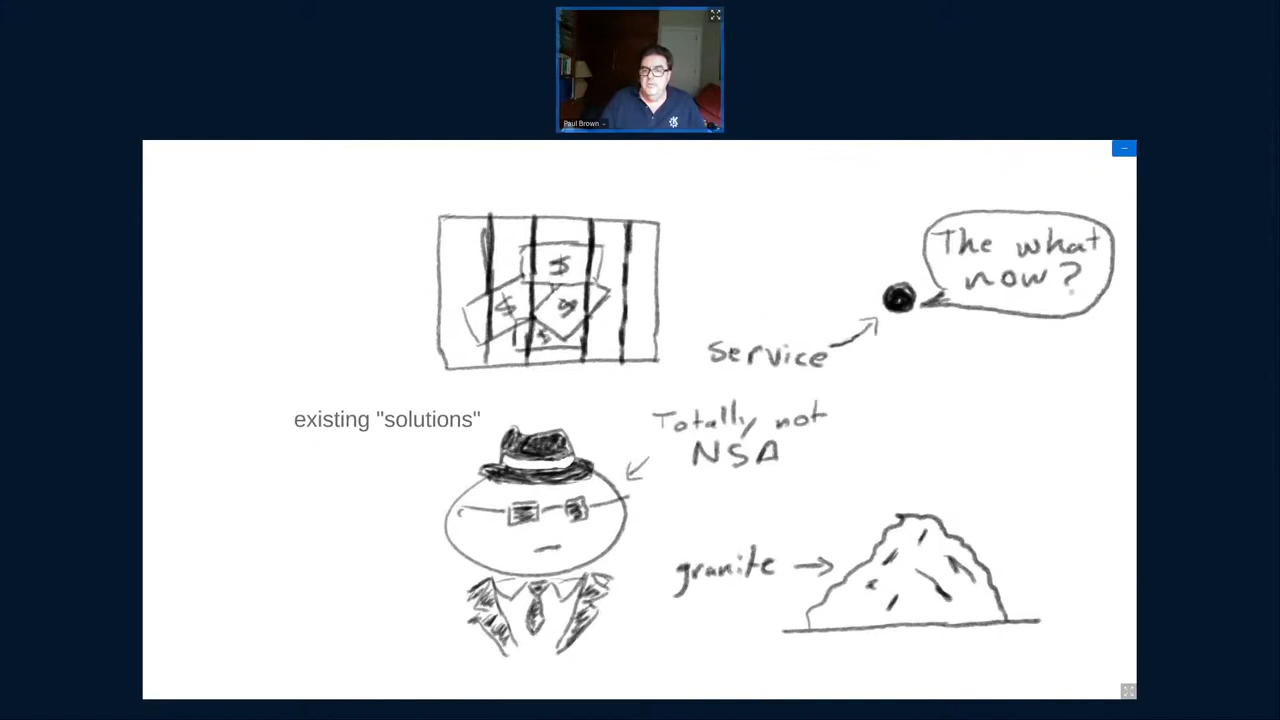 Paul Brown
The what
now?
service
existing "solutions"
Totally not
NSA
granite
$
$
$
$